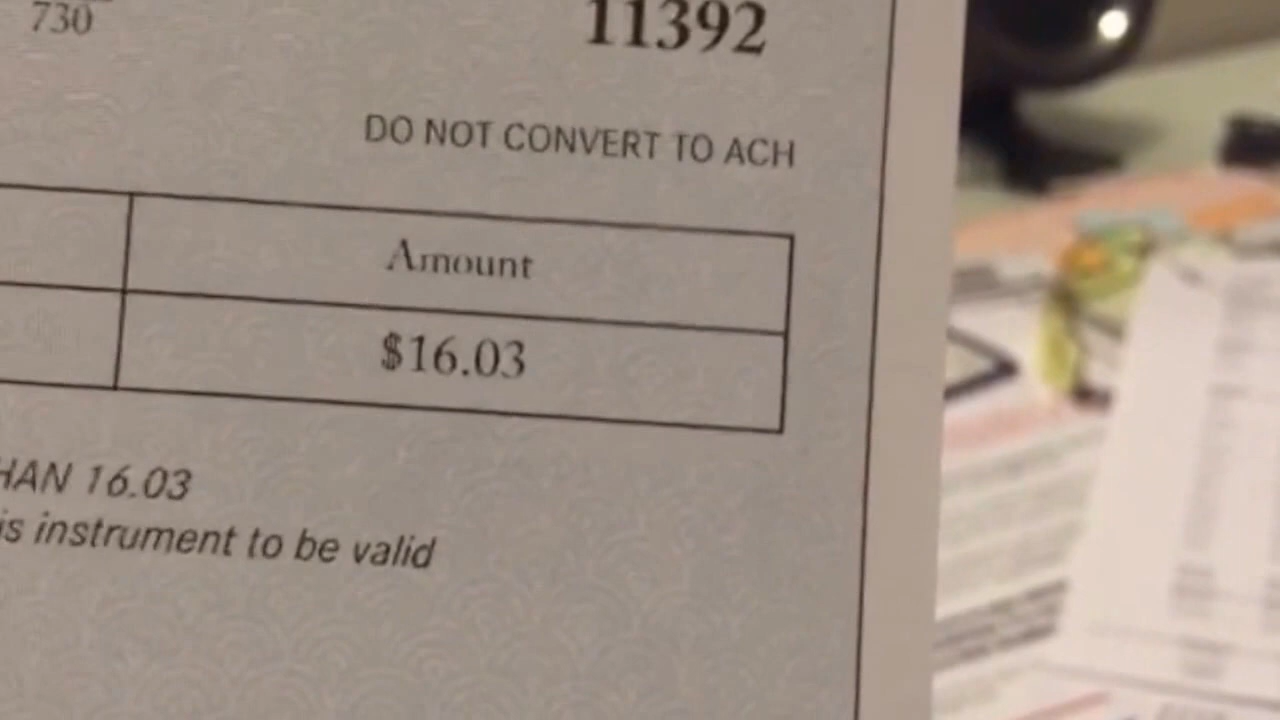 730
11392
DO NOT CONVERT TO ACH
Amount
$16.03
HAN 16.03
is instrument to be valid